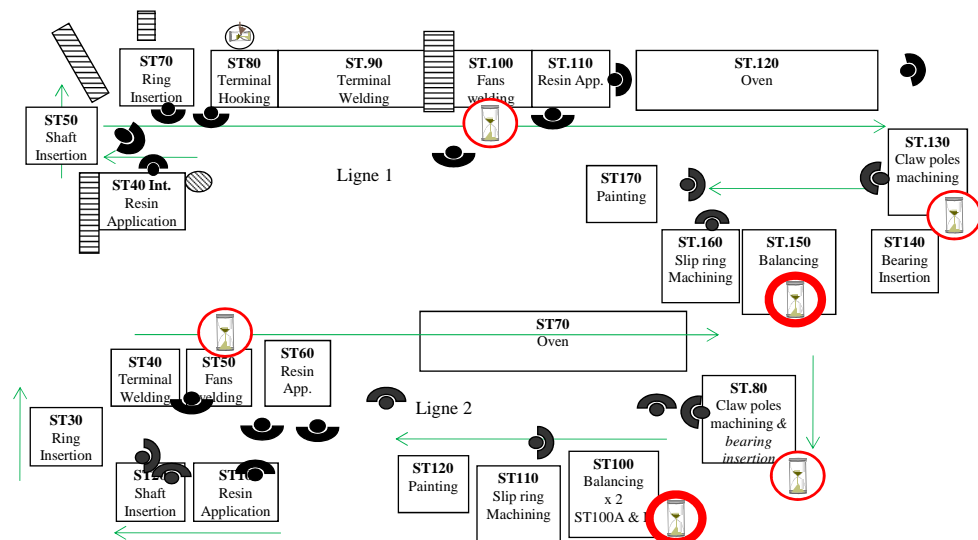 ST70
Ring
Insertion
ST80
Terminal
Hooking
ST.90
Terminal
Welding
ST.100
Fans
welding
ST.110
Resin App.
ST.120
Oven
ST50
Shaft
Insertion
ST40 Int.
Resin
Application
Ligne 1
ST.130
Claw poles
machining
ST170
Painting
ST.160
Slip ring
Machining
ST.150
Balancing
ST140
Bearing
Insertion
ST70
Oven
ST40
Terminal
Welding
ST50
Fans
welding
ST60
Resin
App.
ST30
Ring
Insertion
Ligne 2
ST.80
Claw poles
machining &
bearing
insertion
Shaft
Insertion
Resin
Application
ST120
Painting
ST110
Slip ring
Machining
ST100
Balancing
x 2
ST100A &